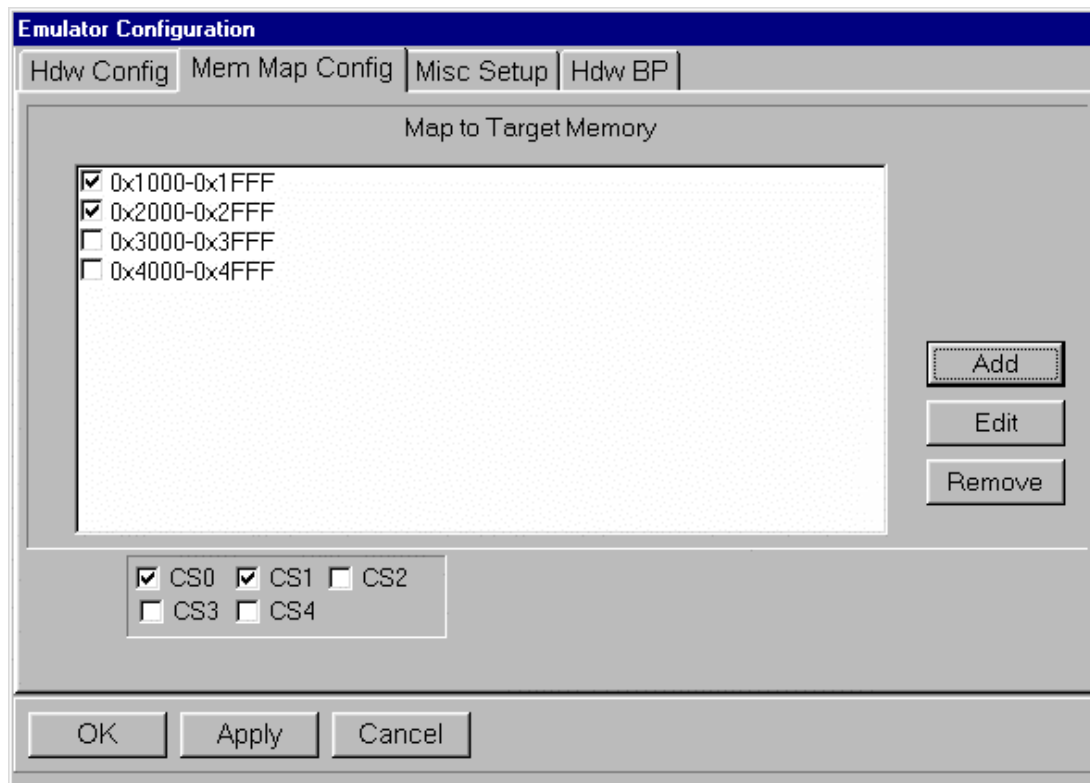 Emulator Configuration
Hdw Config Mem Map Config Misc Setup Hdw BP
Map to Target Memory
0x1000-0x1FFF
0x2000-0x2FFF
0x3000-0x3FFF
0x4000-0x4FFF
Add
Edit
Remove
CS0 CS1 CS2
CS3 CS4
OK Apply Cancel